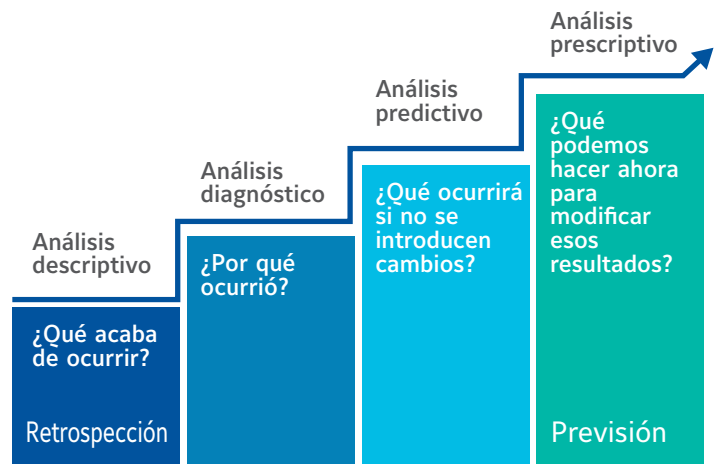 Análisis
descriptivo
¿Qué acaba
de ocurrir?
Retrospección
Análisis
diagnóstico
¿Por qué
ocurrió?
Análisis
predictivo
¿Qué ocurrirá
si no se
introducen
cambios?
Análisis
prescriptivo
¿Qué
podemos
hacer ahora
para
modificar
esos
resultados?
Previsión